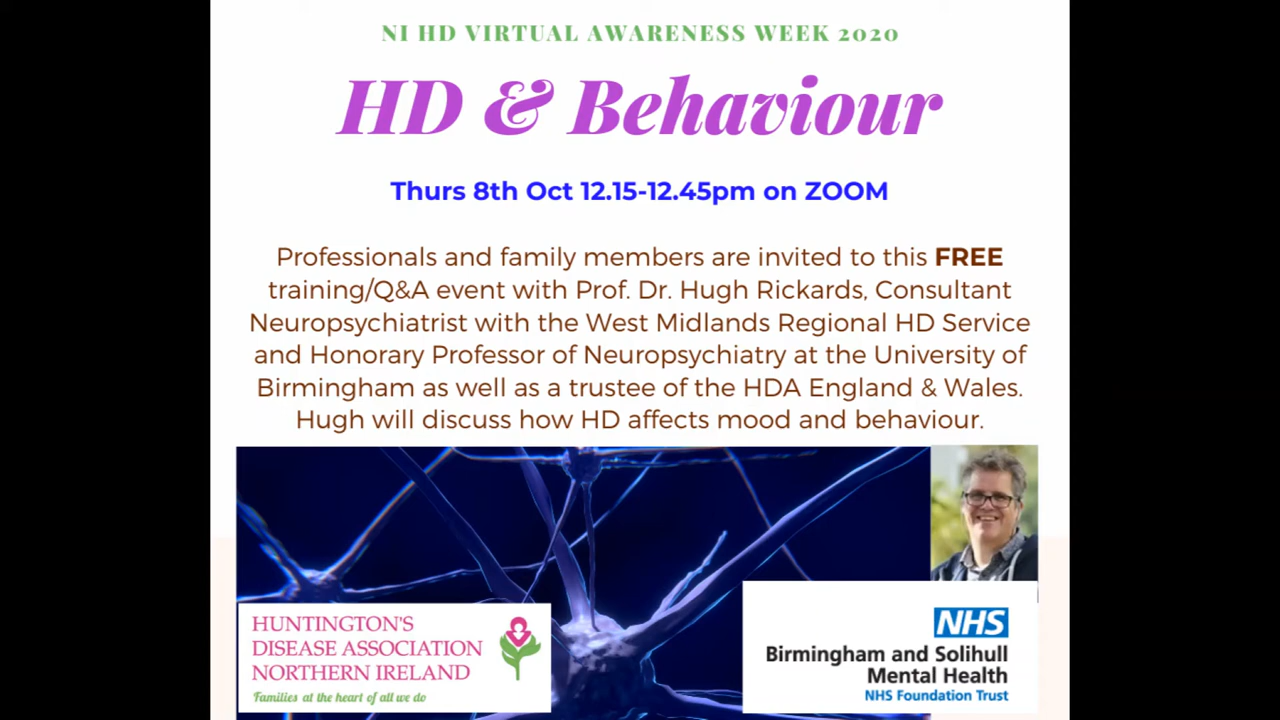 NI HD VIRTUAL AWARENESS WEEK 2020
HD & Behaviour
Thurs 8th Oct 12.15-12.45pm on ZOOM
Professionals and family members are invited to this FREE
training/Q&A event with Prof. Dr. Hugh Rickards, Consultant
Neuropsychiatrist with the West Midlands Regional HD Service
and Honorary Professor of Neuropsychiatry at the University of
Birmingham as well as a trustee of the HDA England & Wales.
Hugh will discuss how HD affects mood and behaviour.
HUNTINGTON'S
DISEASE ASSOCIATION
NORTHERN IRELAND
Families at the heart of all we do
NHS
Birmingham and Solihull
Mental Health
NHS Foundation Trust